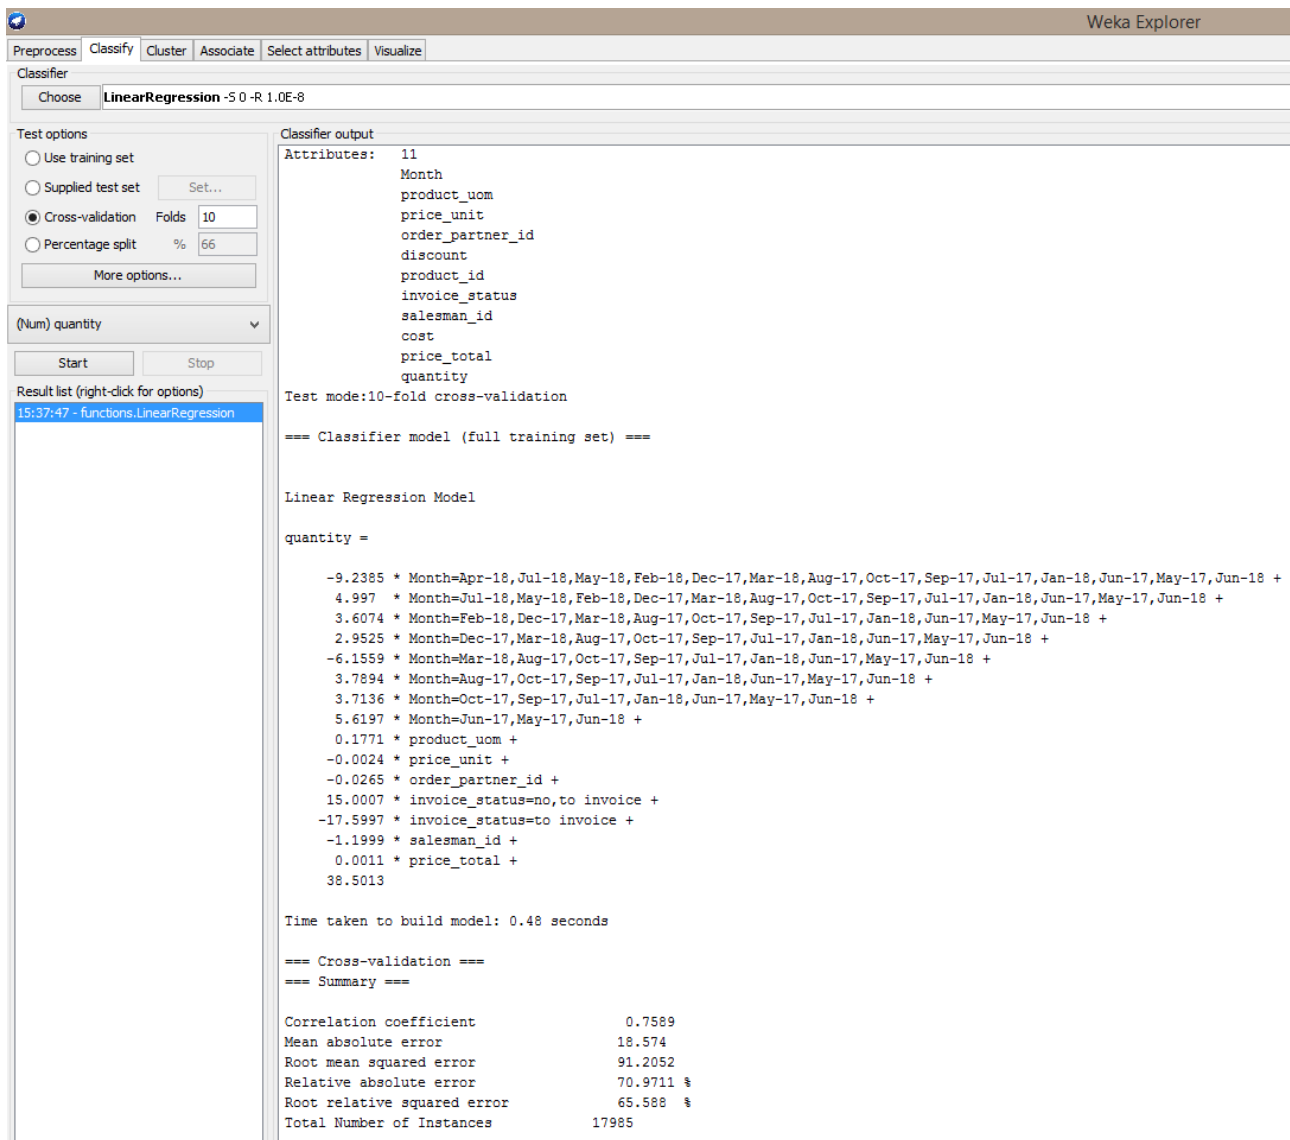 Weka Explorer
Preprocess Classify Cluster Associate Select attributes Visualize
Classifier
Choose LinearRegression -S 0 -R 1.0E-8
Test options
Use training set
Supplied test set Set...
Cross-validation Folds 10
Percentage split % 66
More options...
(Num) quantity
Start Stop
Result list (right-click for options)
15:37:47 - functions.LinearRegression
Classifier output
Attributes: 11
Month
product_uom
price_unit
order_partner_id
discount
product_id
invoice_status
salesman_id
cost
price_total
quantity
Test mode:10-fold cross-validation
=== Classifier model (full training set) ===
Linear Regression Model
quantity =
-9.2385 * Month=Apr-18,Jul-18,May-18,Feb-18,Dec-17,Mar-18,Aug-17,Oct-17,Sep-17,Jul-17,Jan-18,Jun-17,May-17,Jun-18 +
4.997 * Month=Jul-18,May-18,Feb-18,Dec-17,Mar-18,Aug-17,Oct-17,Sep-17,Jul-17,Jan-18,Jun-17,May-17,Jun-18 +
3.6074 * Month=Feb-18,Dec-17,Mar-18,Aug-17,Oct-17,Sep-17,Jul-17,Jan-18,Jun-17,May-17,Jun-18 +
2.9525 * Month=Dec-17,Mar-18,Aug-17,Oct-17,Sep-17,Jul-17,Jan-18,Jun-17,May-17,Jun-18 +
-6.1559 * Month=Mar-18,Aug-17,Oct-17,Sep-17,Jul-17,Jan-18,Jun-17,May-17,Jun-18 +
3.7894 * Month=Aug-17,Oct-17,Sep-17,Jul-17,Jan-18,Jun-17,May-17,Jun-18 +
3.7136 * Month=Oct-17,Sep-17,Jul-17,Jan-18,Jun-17,May-17,Jun-18 +
5.6197 * Month=Jun-17,May-17,Jun-18 +
0.1771 * product_uom +
-0.0024 * price_unit +
-0.0265 * order_partner_id +
15.0007 * invoice_status=no,to invoice +
-17.5997 * invoice_status=to invoice +
-1.1999 * salesman_id +
0.0011 * price_total +
38.5013
Time taken to build model: 0.48 seconds
=== Cross-validation ===
=== Summary ===
Correlation coefficient 0.7589
Mean absolute error 18.574
Root mean squared error 91.2052
Relative absolute error 70.9711 %
Root relative squared error 65.588 %
Total Number of Instances 17985